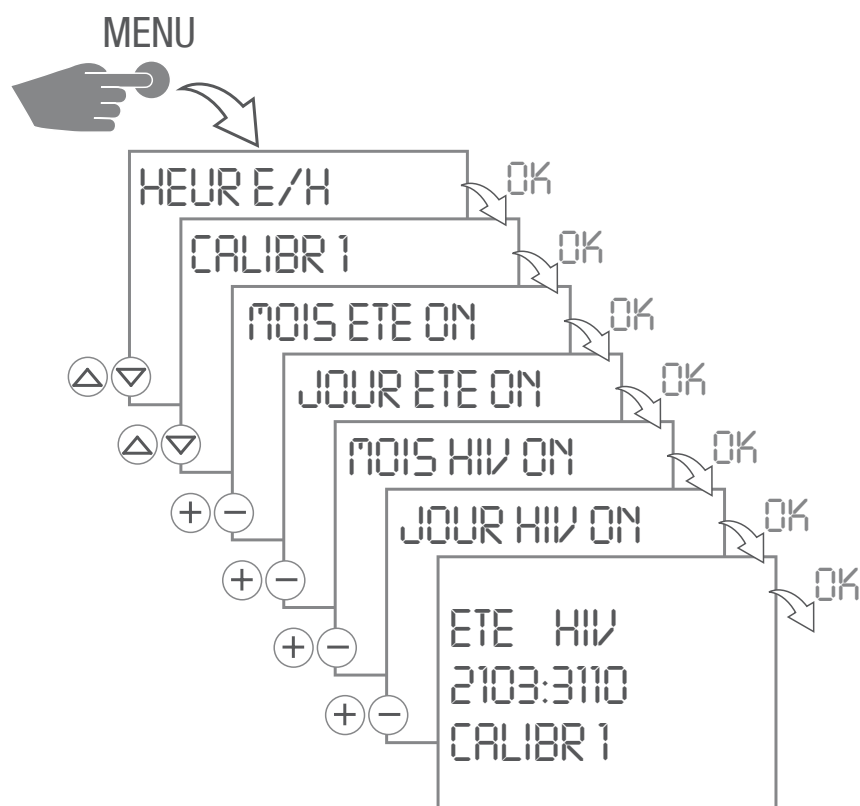 MENU
HEUR E/H
OK
CALIBR 1
OK
MOIS ETE ON
OK
JOUR ETE ON
OK
MOIS HIV ON
OK
JOUR HIV ON
OK
OK
ETE HIV
2103:3110
CALIBR 1